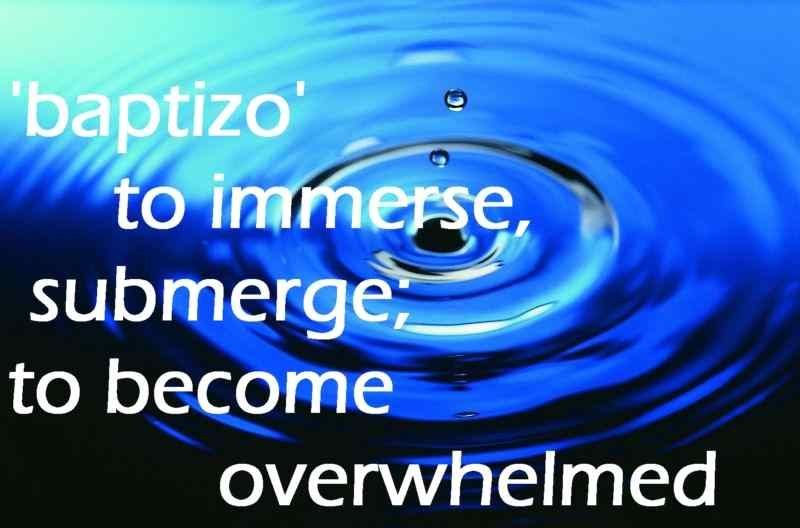 'baptizo'
to immerse,
submerge;
to become
overwhelmed